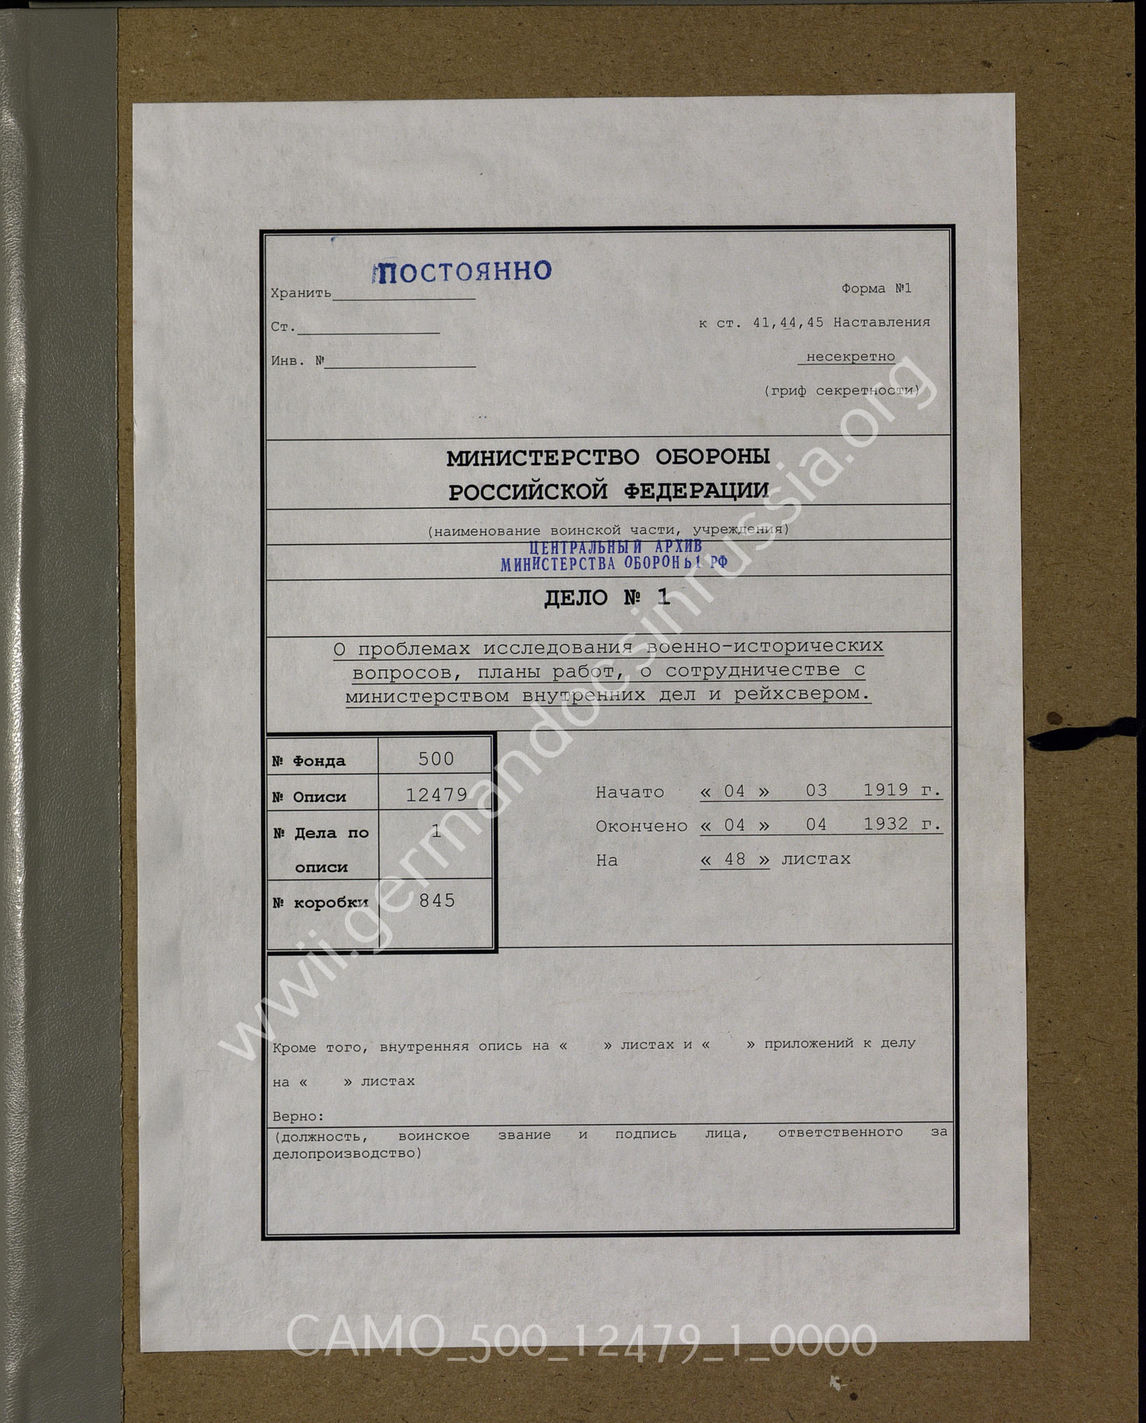 ПОСТОЯННО
Хранить
Форма №1
Ст.
к ст. 41,44,45 Наставления
Инв. №
несекретно
(гриф секретности)
МИНИСТЕРСТВО ОБОРОНЫ
РОССИЙСКОЙ ФЕДЕРАЦИИ
(наименование воинской части, учреждения)
ЦЕНТРАЛЬНЫЙ АРХИВ
МИНИСТЕРСТВА ОБОРОНЫ РФ
ДЕЛО № 1
О проблемах исследования военно-исторических
вопросов, планы работ, о сотрудничестве с
министерством внутренних дел и рейхсвером.
№ Фонда 500
№ Описи 12479
№ Дела по 1
описи
№ коробки 845
Начато « 04 » 03 1919 г.
Окончено « 04 » 04 1932 г.
На « 48 » листах
Кроме того, внутренняя опись на « » листах и « » приложений к делу
на « » листах
Верно:
(должность, воинское звание и подпись лица, ответственного за
делопроизводство)
wwii.germandocsinrussia.org
CAMO_500_12479_1_0000